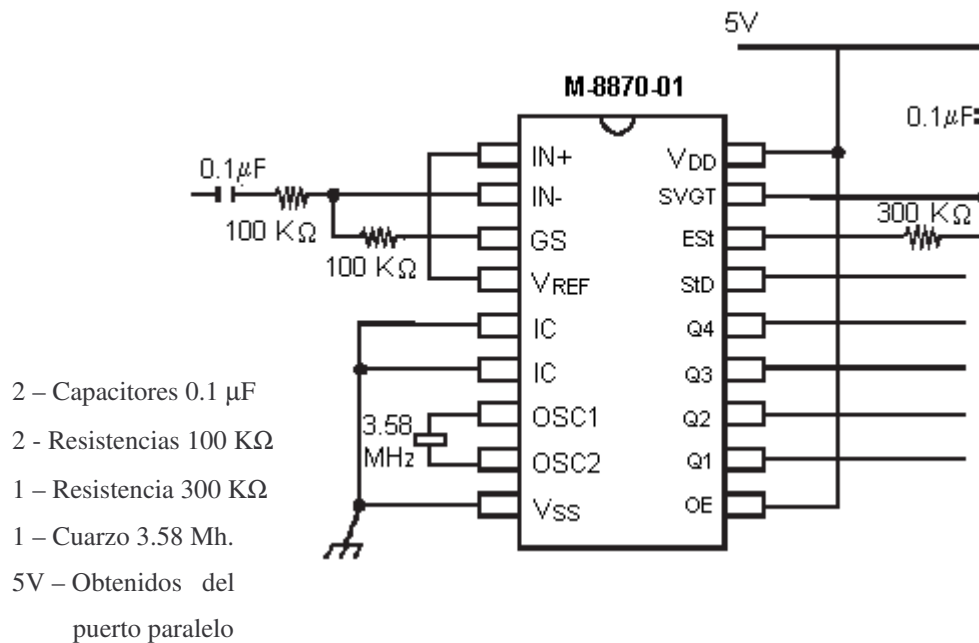 5V
M-8870-01
0.1µF
0.1µF
100 KΩ
100 KΩ
300 KΩ
IN+
IN-
GS
VREF
IC
IC
OSC1
OSC2
VSS
VDD
SVGT
ESt
StD
Q4
Q3
Q2
Q1
OE
3.58
MHz
2 – Capacitores 0.1 µF
2 - Resistencias 100 KΩ
1 – Resistencia 300 KΩ
1 – Cuarzo 3.58 Mh.
5V – Obtenidos del
puerto paralelo